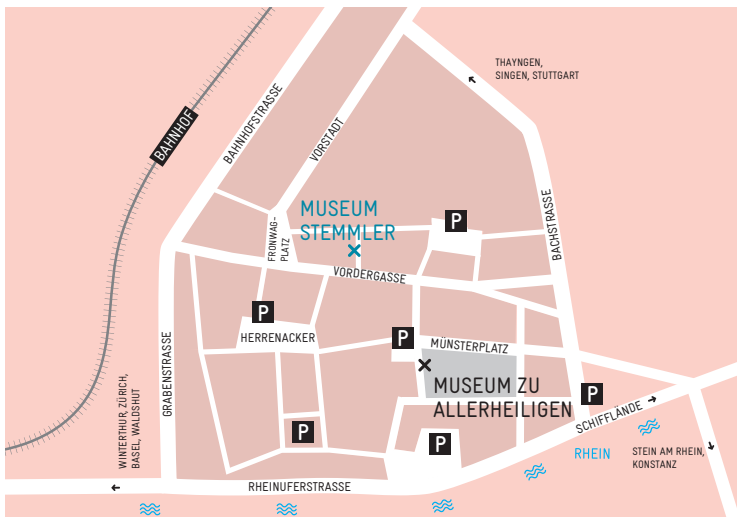 THAYNGEN,
SINGEN, STUTTGART
BAHNHOFSTRASSE
BAHNHOF
VORSTADT
MUSEUM
STEMMLER
FRONWAG-
PLATZ
P
BACHSTRASSE
VORDERGASSE
P
HERRENACKER
P
MÜNSTERPLATZ
GRABENSTRASSE
MUSEUM ZU
ALLERHEILIGEN
P
SCHIFFLÄNDE
WINTERTHUR, ZÜRICH,
BASEL, WALDSHUT
P
P
RHEIN
STEIN AM RHEIN,
KONSTANZ
RHEINUFERSTRASSE